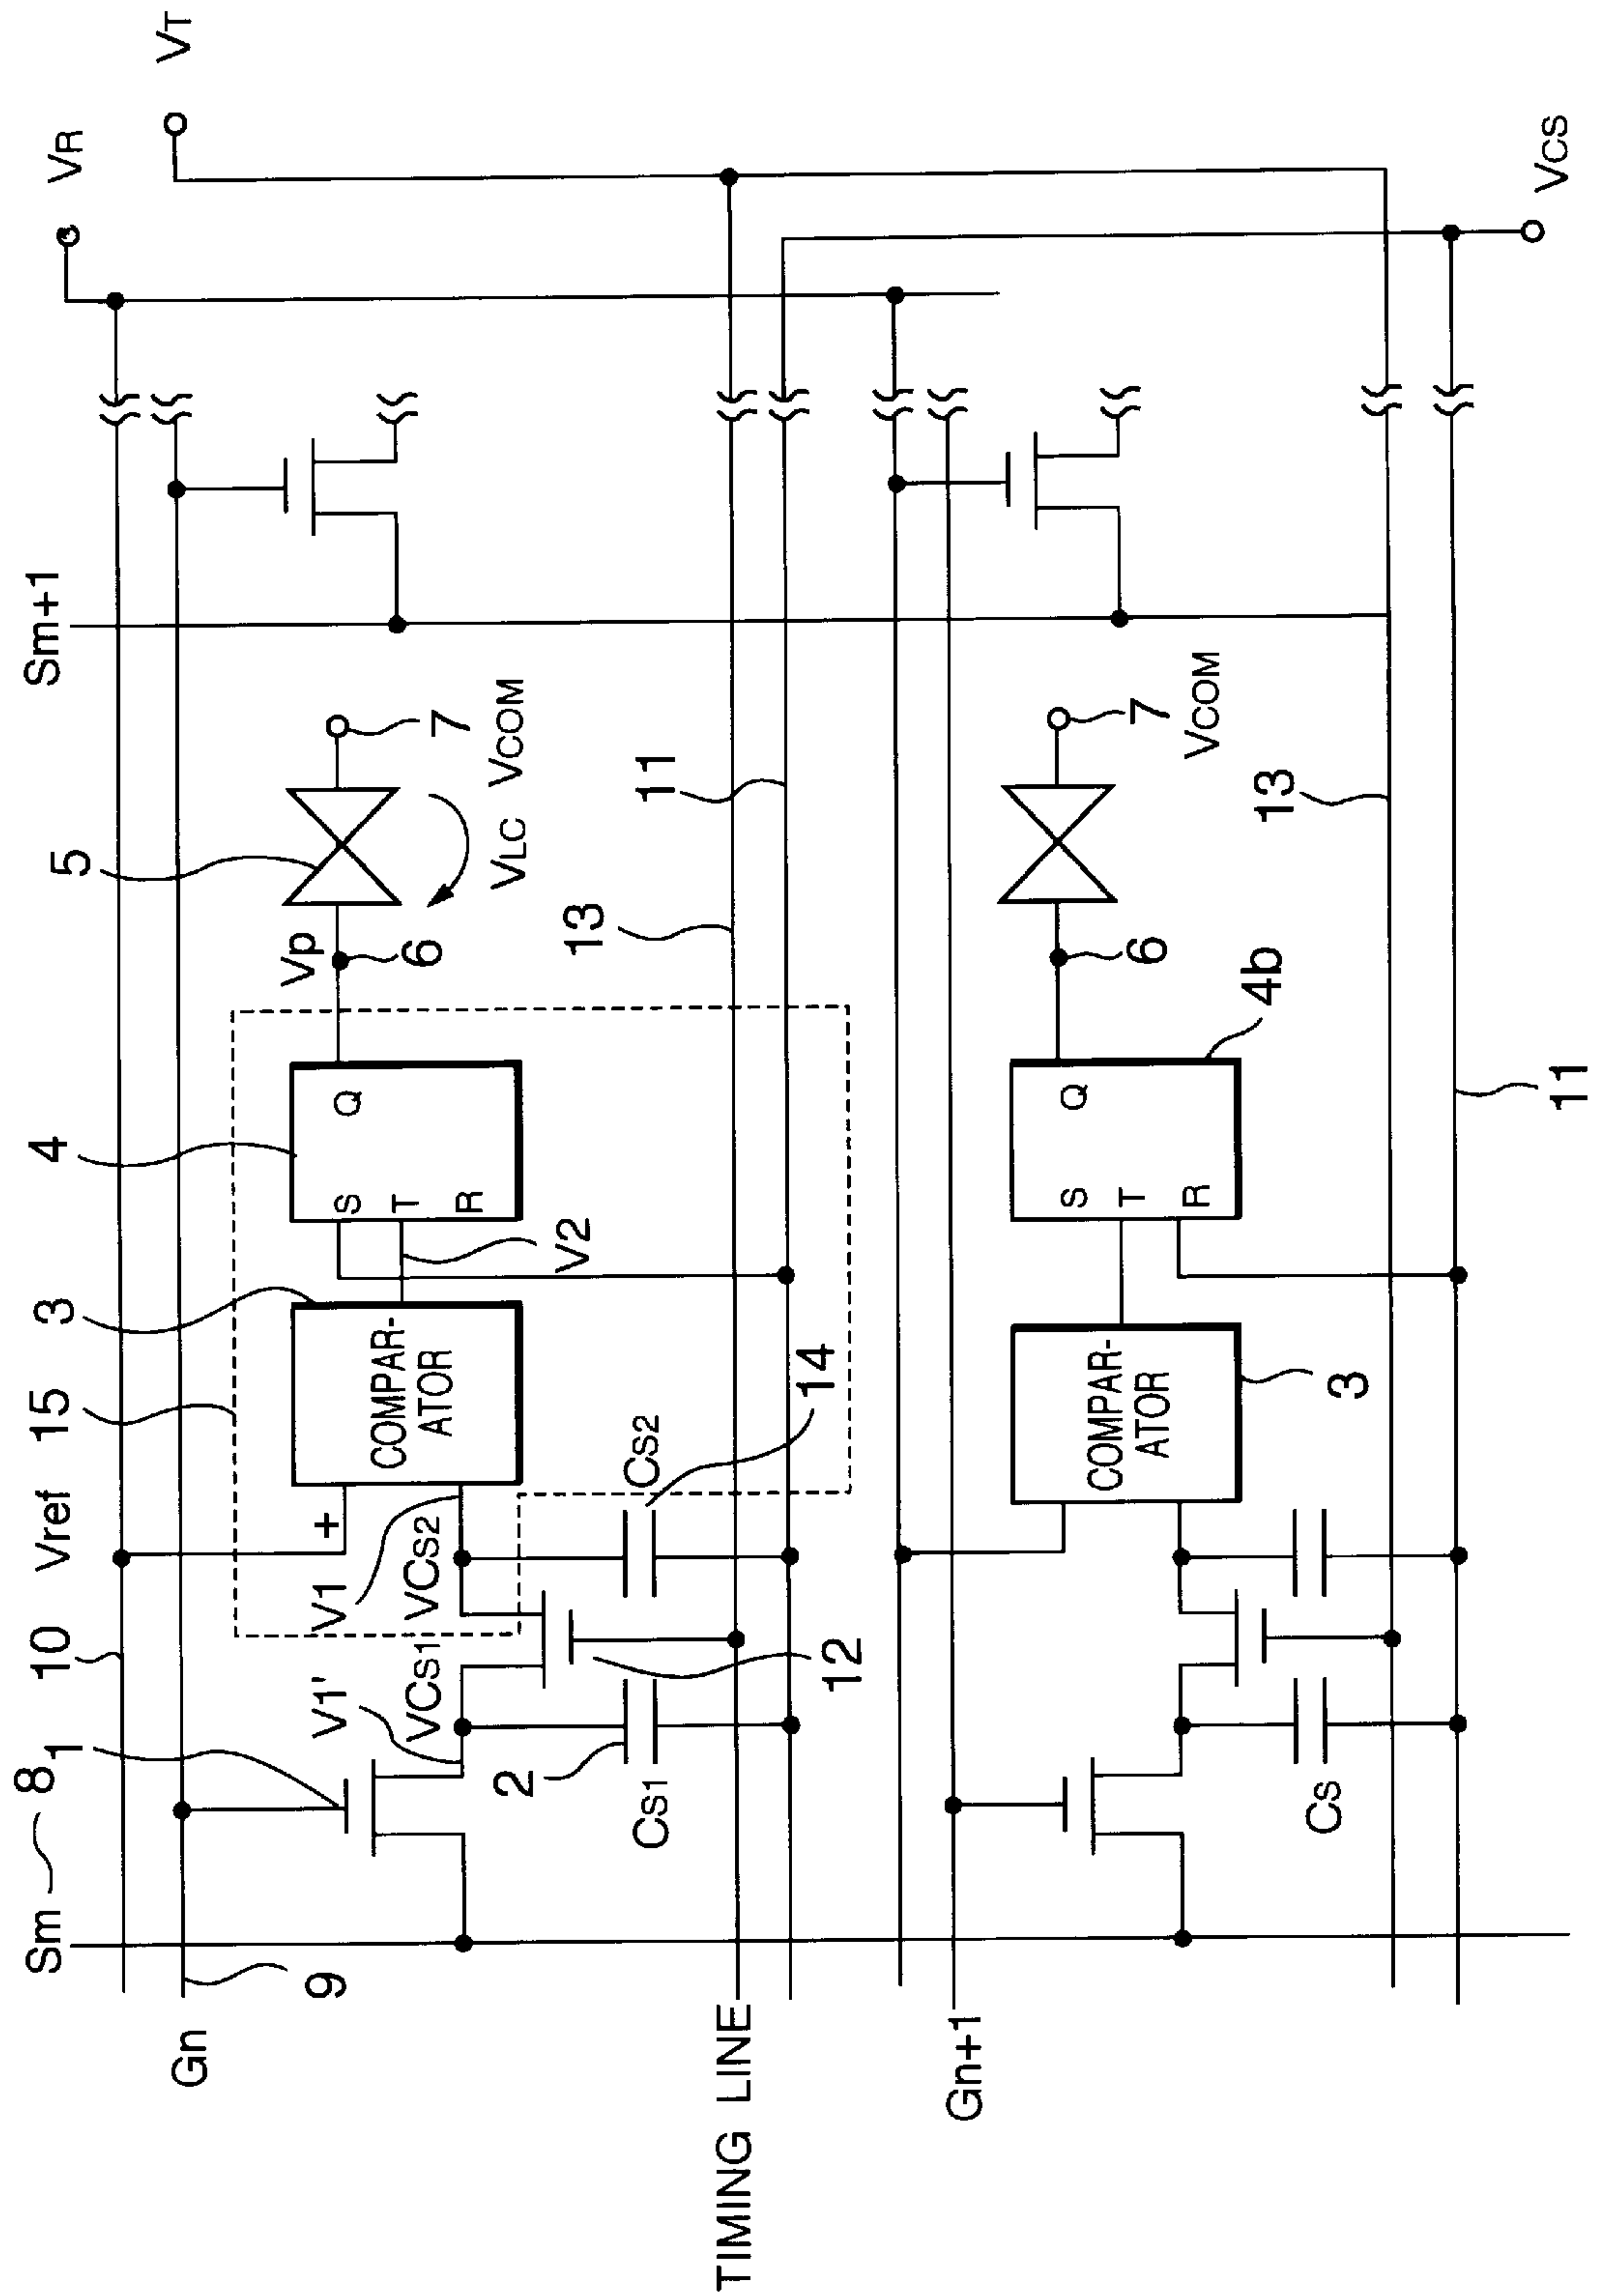 VR
VT
Sm+1
Sm
8
1
10
Vref
15
3
4
5
Gn
9
V1'
VCS1
V1
VCS2
+
COMPAR-
ATOR
S
T
R
Q
V2
Vp
6
7
VLC VCOM
2
CS1
12
CS2
14
13
11
TIMING LINE
Gn+1
CS
COMPAR-
ATOR
3
S
T
R
Q
4b
6
7
VCOM
13
11
VCS